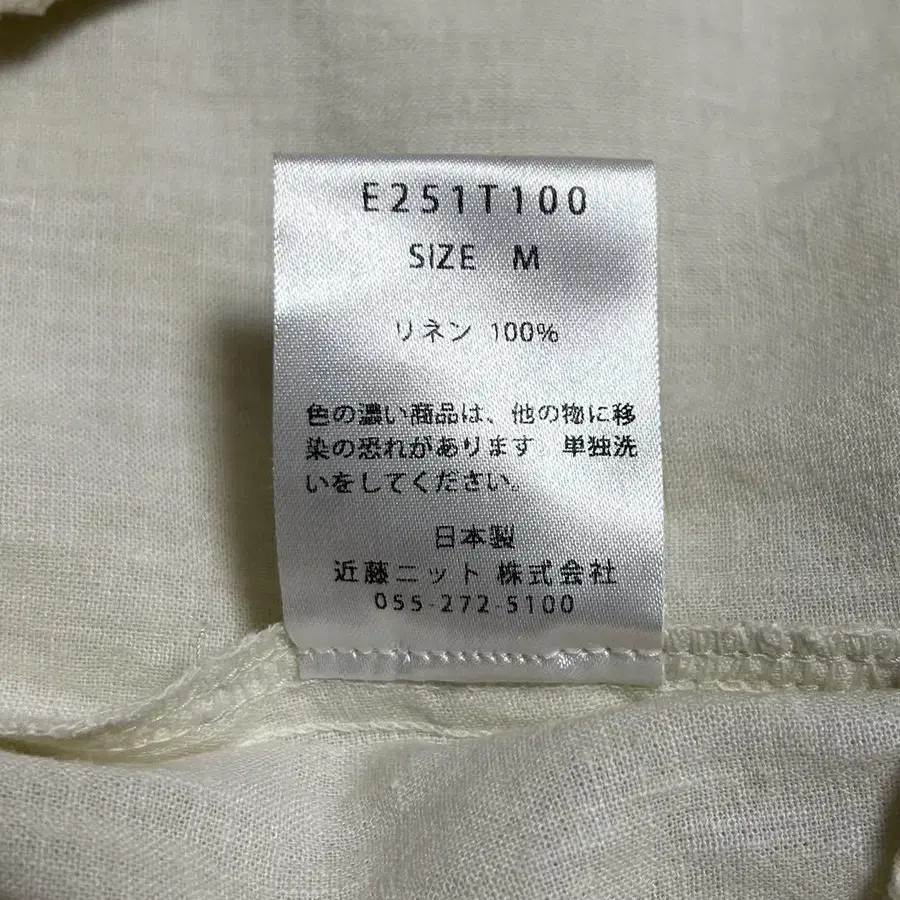 E251T100
SIZE M
リネン 100%
色の濃い商品は、他の物に移
染の恐れがあります 単独洗
いをしてください。
日本製
近藤ニット 株式会社
055-272-5100